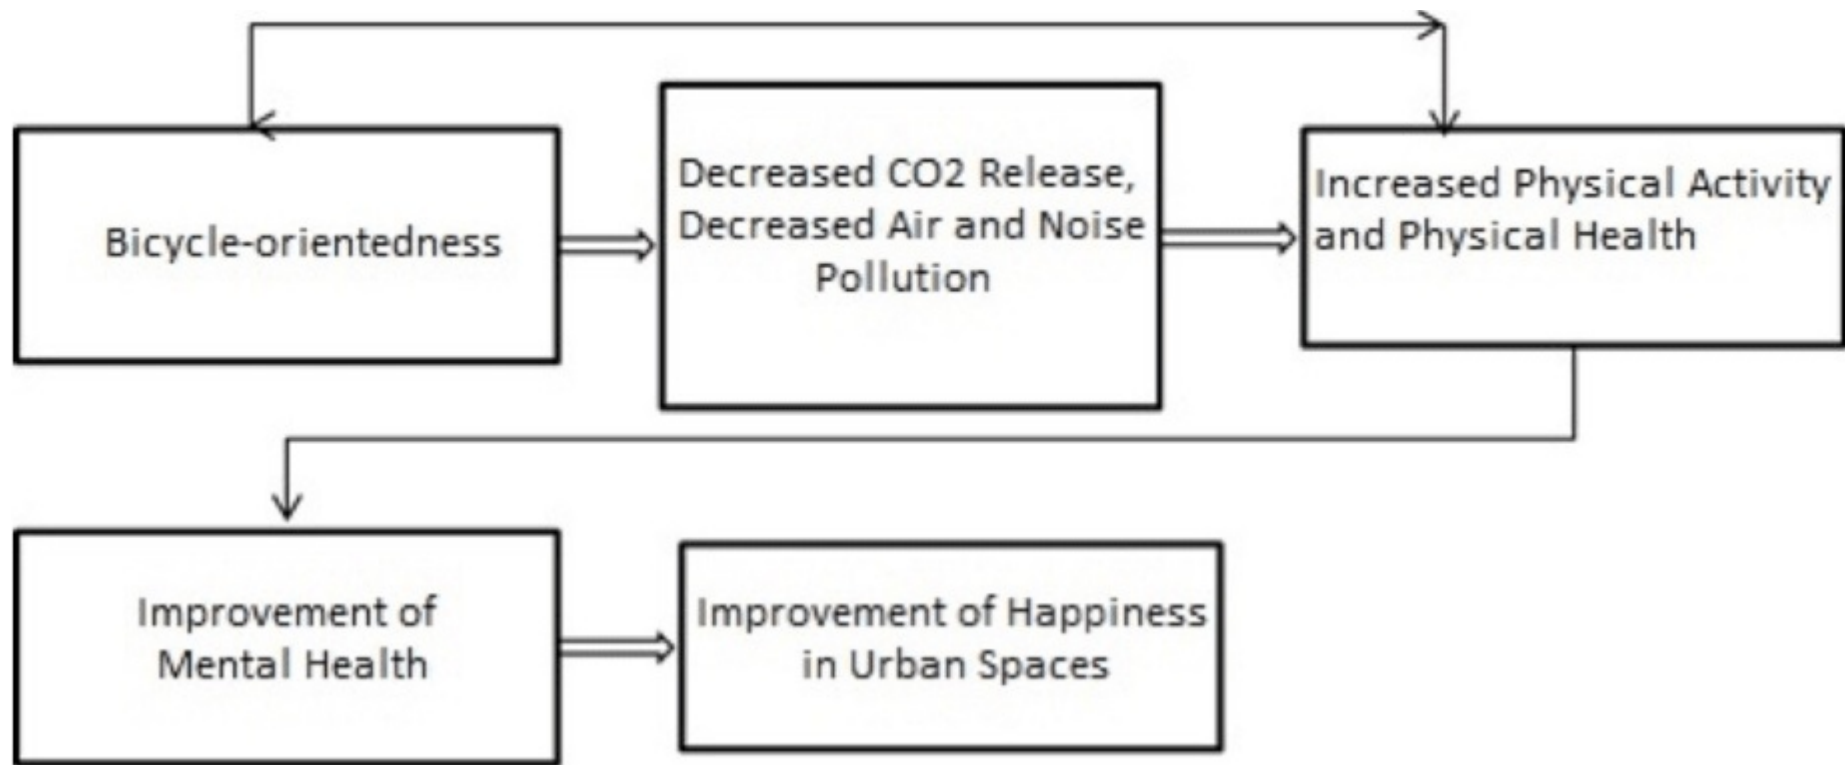 Bicycle-orientedness
Decreased CO2 Release,
Decreased Air and Noise
Pollution
Increased Physical Activity
and Physical Health
Improvement of
Mental Health
Improvement of Happiness
in Urban Spaces